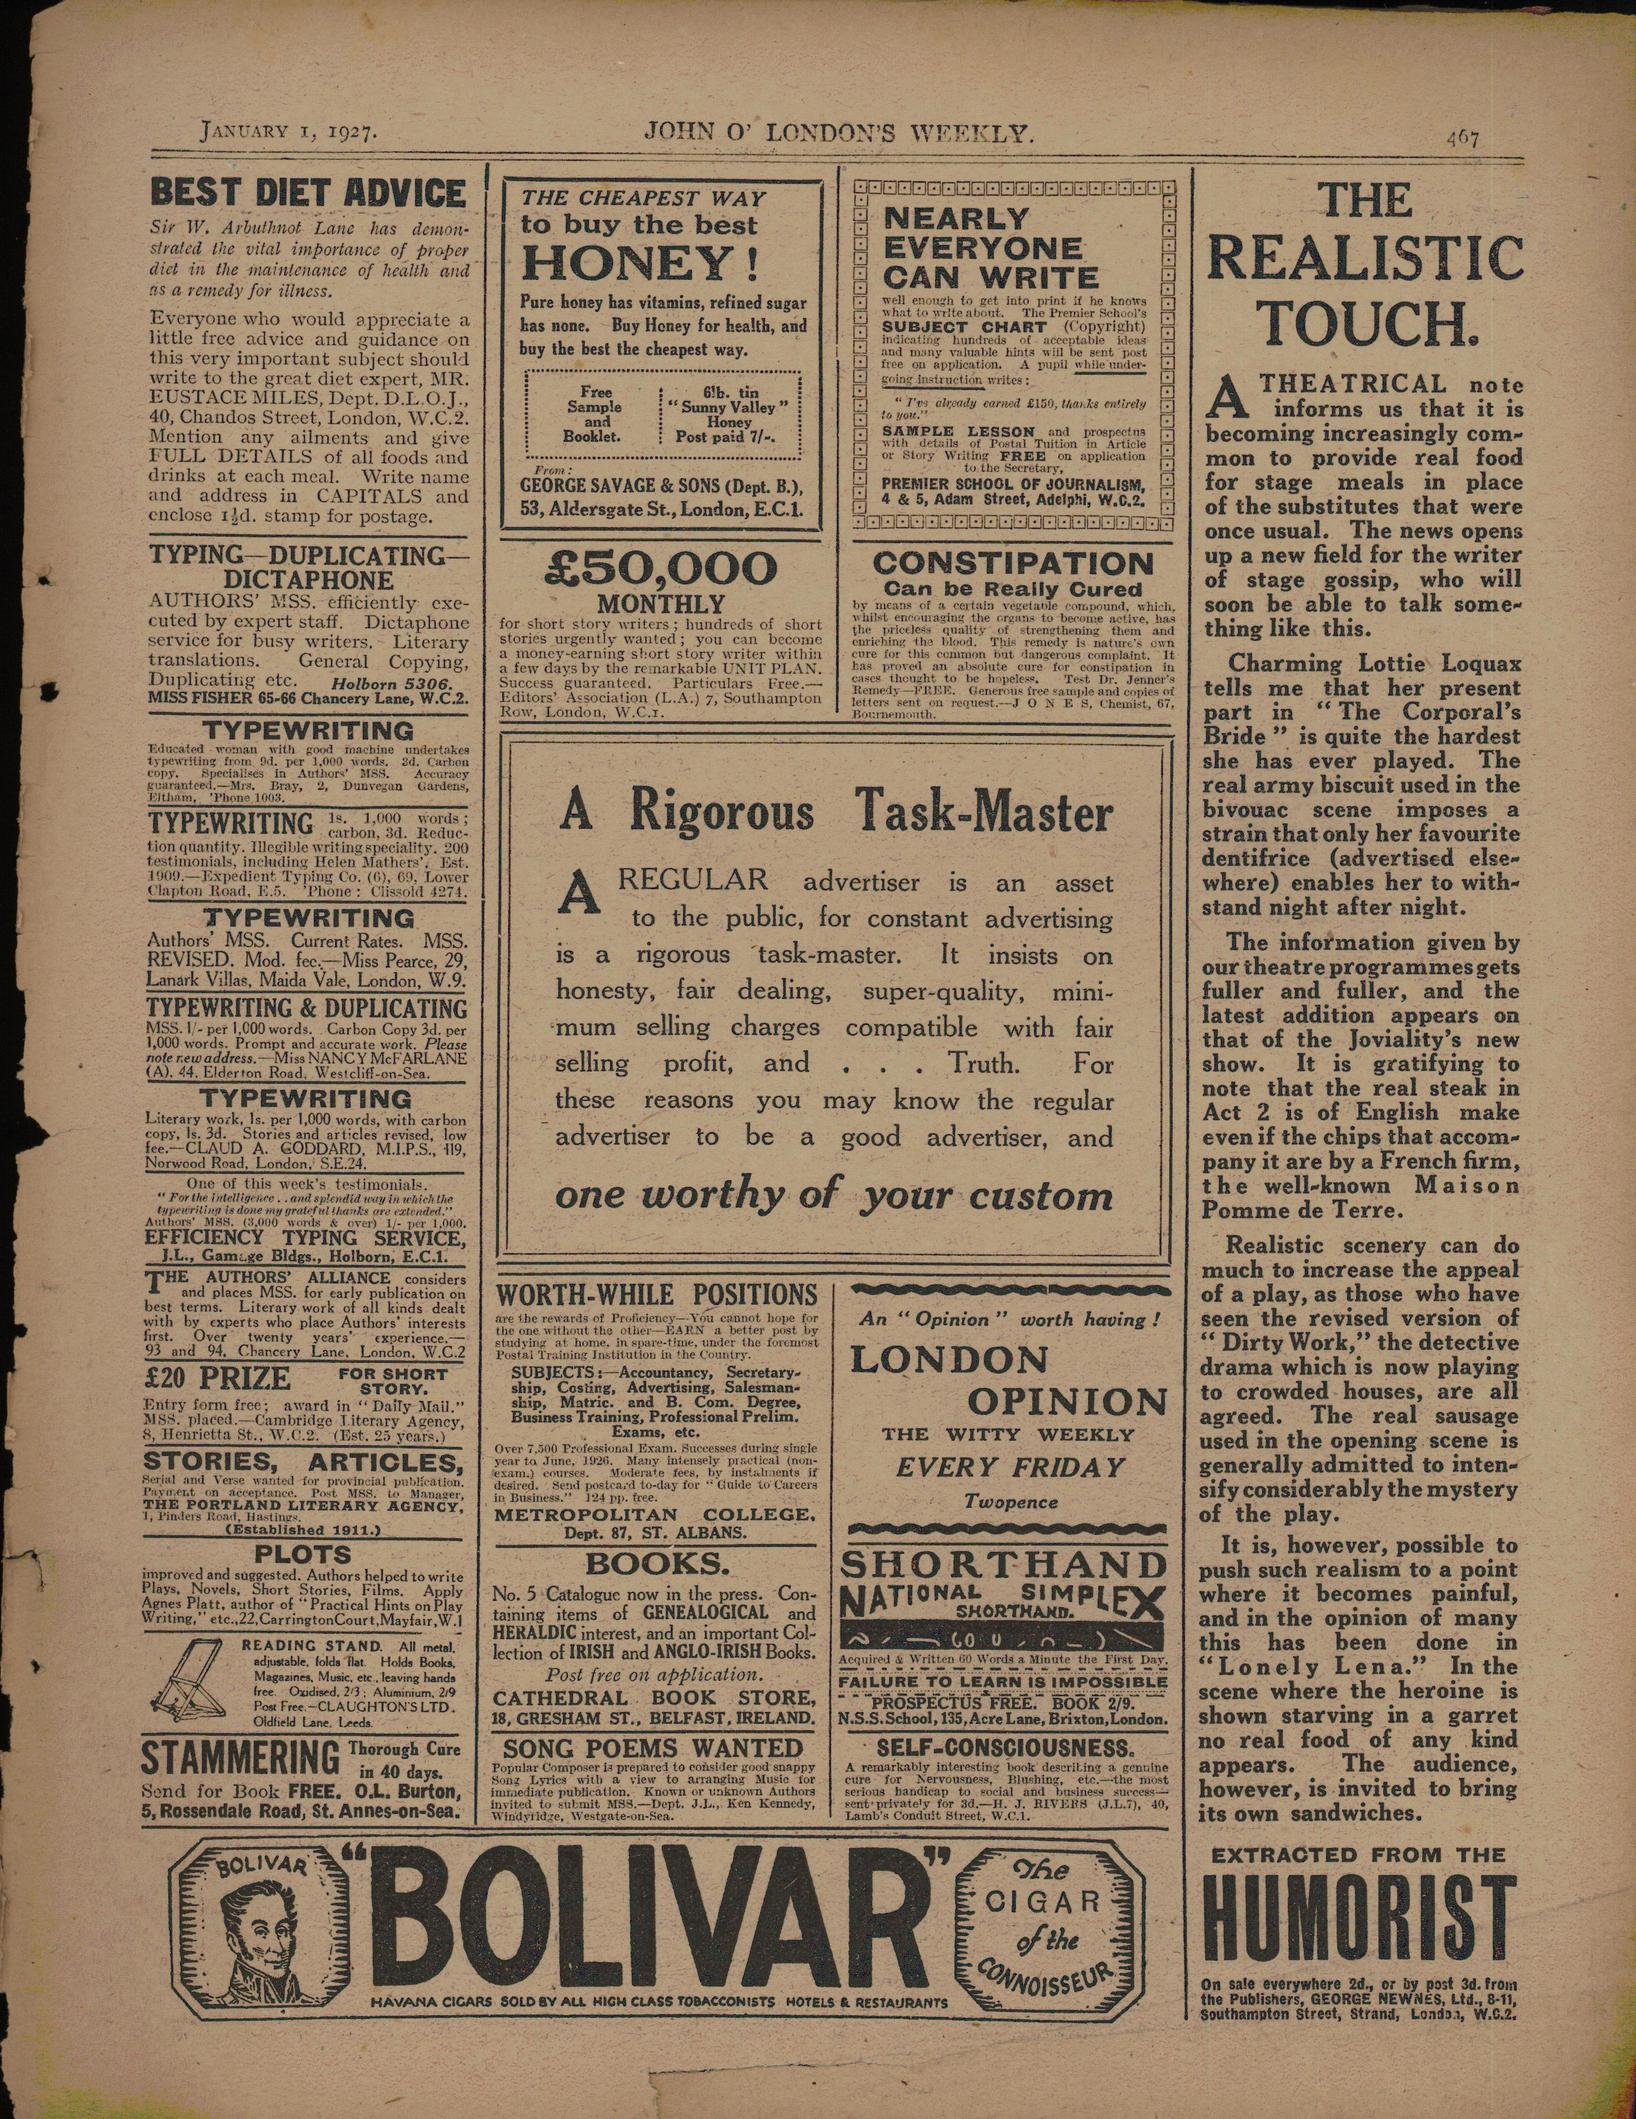 JANUARY 1, 1927.
JOHN O' LONDON'S WEEKLY.
467
BEST DIET ADVICE
Sir W. Arbuthnot Lane has demon-
strated the vital importance of proper
diet in the maintenance of health and
as a remedy for illness.
Everyone who would appreciate a
little free advice and guidance on
this very important subject should
write to the great diet expert, MR.
EUSTACE MILES, Dept. D.L.O.J.,
40, Chandos Street, London, W.C.2.
Mention any ailments and give
FULL DETAILS of all foods and
drinks at each meal. Write name
and address in CAPITALS and
enclose 1½d. stamp for postage.
TYPING—DUPLICATING—
DICTAPHONE
AUTHORS' MSS. efficiently exe-
cuted by expert staff. Dictaphone
service for busy writers. Literary
translations. General Copying,
Duplicating etc. Holborn 5306.
MISS FISHER 65-66 Chancery Lane, W.C.2.
TYPEWRITING
Educated woman with good machine undertakes
typewriting from 9d. per 1,000 words. 3d. Carbon
copy. Specialises in Authors' MSS. Accuracy
guaranteed.—Mrs. Bray, 2, Dunvegan Gardens,
Eltham, 'Phone 1003.
TYPEWRITING 1s. 1,000 words;
carbon, 3d. Reduc-
tion quantity. Illegible writing speciality. 200
testimonials, including Helen Mathers'. Est.
1909.—Expedient Typing Co. (6), 69, Lower
Clapton Road, E.5. 'Phone: Clissold 4274.
TYPEWRITING
Authors' MSS. Current Rates. MSS.
REVISED. Mod. fee.—Miss Pearce, 29,
Lanark Villas, Maida Vale, London, W.9.
TYPEWRITING & DUPLICATING
MSS. 1/- per 1,000 words. Carbon Copy 3d. per
1,000 words. Prompt and accurate work. Please
note new address.—Miss NANCY McFARLANE
(A), 44, Elderton Road, Westcliff-on-Sea.
TYPEWRITING
Literary work, 1s. per 1,000 words, with carbon
copy, 1s. 3d. Stories and articles revised, low
fee.—CLAUD A. GODDARD, M.I.P.S., 119,
Norwood Road, London, S.E.24.
One of this week's testimonials.
"For the intelligence . . and splendid way in which the
typewriting is done my grateful thanks are extended."
Authors' MSS. (3,000 words & over) 1/- per 1,000.
EFFICIENCY TYPING SERVICE,
J.L., Gamage Bldgs., Holborn, E.C.1.
THE AUTHORS' ALLIANCE considers
and places MSS. for early publication on
best terms. Literary work of all kinds dealt
with by experts who place Authors' interests
first. Over twenty years' experience.—
93 and 94, Chancery Lane, London, W.C.2
£20 PRIZE FOR SHORT
STORY.
Entry form free; award in "Daily Mail."
MSS. placed.—Cambridge Literary Agency,
8, Henrietta St., W.C.2. (Est. 25 years.)
STORIES, ARTICLES,
Serial and Verse wanted for provincial publication.
Payment on acceptance. Post MSS. to Manager,
THE PORTLAND LITERARY AGENCY,
1, Pinders Road, Hastings.
(Established 1911.)
PLOTS
improved and suggested. Authors helped to write
Plays, Novels, Short Stories, Films. Apply
Agnes Platt, author of "Practical Hints on Play
Writing," etc., 22, Carrington Court, Mayfair, W.1
READING STAND. All metal,
adjustable, folds flat. Holds Books,
Magazines, Music, etc., leaving hands
free. Oxidised, 2/3; Aluminium, 2/9
Post Free.—CLAUGHTON'S LTD.,
Oldfield Lane, Leeds.
STAMMERING Thorough Cure
in 40 days.
Send for Book FREE. O.L. Burton,
5, Rossendale Road, St. Annes-on-Sea.
THE CHEAPEST WAY
to buy the best
HONEY!
Pure honey has vitamins, refined sugar
has none. Buy Honey for health, and
buy the best the cheapest way.
Free
Sample
and
Booklet.
6lb. tin
"Sunny Valley"
Honey
Post paid 7/-.
From:
GEORGE SAVAGE & SONS (Dept. B.),
53, Aldersgate St., London, E.C.1.
£50,000
MONTHLY
for short story writers; hundreds of short
stories urgently wanted; you can become
a money-earning short story writer within
a few days by the remarkable UNIT PLAN.
Success guaranteed. Particulars Free.—
Editors' Association (L.A.) 7, Southampton
Row, London, W.C.1.
NEARLY
EVERYONE
CAN WRITE
well enough to get into print if he knows
what to write about. The Premier School's
SUBJECT CHART (Copyright)
indicating hundreds of acceptable ideas
and many valuable hints will be sent post
free on application. A pupil while under-
going instruction writes:
"I've already earned £150, thanks entirely
to you."
SAMPLE LESSON and prospectus
with details of Postal Tuition in Article
or Story Writing FREE on application
to the Secretary,
PREMIER SCHOOL OF JOURNALISM,
4 & 5, Adam Street, Adelphi, W.C.2.
CONSTIPATION
Can be Really Cured
by means of a certain vegetable compound, which,
whilst encouraging the organs to become active, has
the priceless quality of strengthening them and
enriching the blood. This remedy is nature's own
cure for this common but dangerous complaint. It
has proved an absolute cure for constipation in
cases thought to be hopeless. Test Dr. Jenner's
Remedy—FREE. Generous free sample and copies of
letters sent on request.—J O N E S, Chemist, 67,
Bournemouth.
A Rigorous Task-Master
A REGULAR advertiser is an asset
to the public, for constant advertising
is a rigorous task-master. It insists on
honesty, fair dealing, super-quality, mini-
mum selling charges compatible with fair
selling profit, and . . . Truth. For
these reasons you may know the regular
advertiser to be a good advertiser, and
one worthy of your custom
WORTH-WHILE POSITIONS
are the rewards of Proficiency—You cannot hope for
the one without the other—EARN a better post by
studying at home, in spare-time, under the foremost
Postal Training Institution in the Country.
SUBJECTS:—Accountancy, Secretary-
ship, Costing, Advertising, Salesman-
ship, Matric. and B. Com. Degree,
Business Training, Professional Prelim.
Exams, etc.
Over 7,500 Professional Exam. Successes during single
year to June, 1926. Many intensely practical (non-
exam.) courses. Moderate fees, by instalments if
desired. Send postcard to-day for "Guide to Careers
in Business." 124 pp. free.
METROPOLITAN COLLEGE,
Dept. 87, ST. ALBANS.
BOOKS.
No. 5 Catalogue now in the press. Con-
taining items of GENEALOGICAL and
HERALDIC interest, and an important Col-
lection of IRISH and ANGLO-IRISH Books.
Post free on application.
CATHEDRAL BOOK STORE,
18, GRESHAM ST., BELFAST, IRELAND.
SONG POEMS WANTED
Popular Composer is prepared to consider good snappy
Song Lyrics with a view to arranging Music for
immediate publication. Known or unknown Authors
invited to submit MSS.—Dept. J.L., Ken Kennedy,
Windyridge, Westgate-on-Sea.
An "Opinion" worth having!
LONDON
OPINION
THE WITTY WEEKLY
EVERY FRIDAY
Twopence
SHORTHAND
NATIONAL SIMPLEX
SHORTHAND.
Acquired & Written 60 Words a Minute the First Day.
FAILURE TO LEARN IS IMPOSSIBLE
PROSPECTUS FREE. BOOK 2/9.
N.S.S. School, 135, Acre Lane, Brixton, London.
SELF-CONSCIOUSNESS.
A remarkably interesting book describing a genuine
cure for Nervousness, Blushing, etc.—the most
serious handicap to social and business success—
sent privately for 3d.—H. J. RIVERS (J.L.7), 40,
Lamb's Conduit Street, W.C.1.
BOLIVAR
"BOLIVAR"
The
CIGAR
of the
CONNOISSEUR
HAVANA CIGARS SOLD BY ALL HIGH CLASS TOBACCONISTS HOTELS & RESTAURANTS
THE
REALISTIC
TOUCH.
A THEATRICAL note
informs us that it is
becoming increasingly com-
mon to provide real food
for stage meals in place
of the substitutes that were
once usual. The news opens
up a new field for the writer
of stage gossip, who will
soon be able to talk some-
thing like this.
Charming Lottie Loquax
tells me that her present
part in "The Corporal's
Bride" is quite the hardest
she has ever played. The
real army biscuit used in the
bivouac scene imposes a
strain that only her favourite
dentifrice (advertised else-
where) enables her to with-
stand night after night.
The information given by
our theatre programmes gets
fuller and fuller, and the
latest addition appears on
that of the Joviality's new
show. It is gratifying to
note that the real steak in
Act 2 is of English make
even if the chips that accom-
pany it are by a French firm,
the well-known Maison
Pomme de Terre.
Realistic scenery can do
much to increase the appeal
of a play, as those who have
seen the revised version of
"Dirty Work," the detective
drama which is now playing
to crowded houses, are all
agreed. The real sausage
used in the opening scene is
generally admitted to inten-
sify considerably the mystery
of the play.
It is, however, possible to
push such realism to a point
where it becomes painful,
and in the opinion of many
this has been done in
"Lonely Lena." In the
scene where the heroine is
shown starving in a garret
no real food of any kind
appears. The audience,
however, is invited to bring
its own sandwiches.
EXTRACTED FROM THE
HUMORIST
On sale everywhere 2d., or by post 3d. from
the Publishers, GEORGE NEWNES, Ltd., 8-11,
Southampton Street, Strand, London, W.C.2.